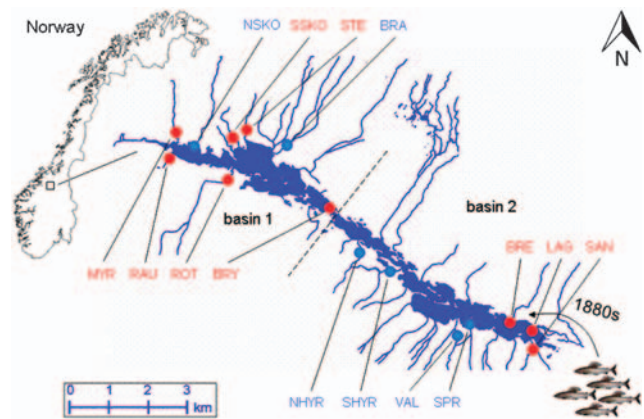 Norway
NSKO SSKO STE BRA
N
basin 1
basin 2
MYR RAU ROT BRY
BRE LAG SAN
1880s
NHYR SHYR VAL SPR
0 1 2 3
km